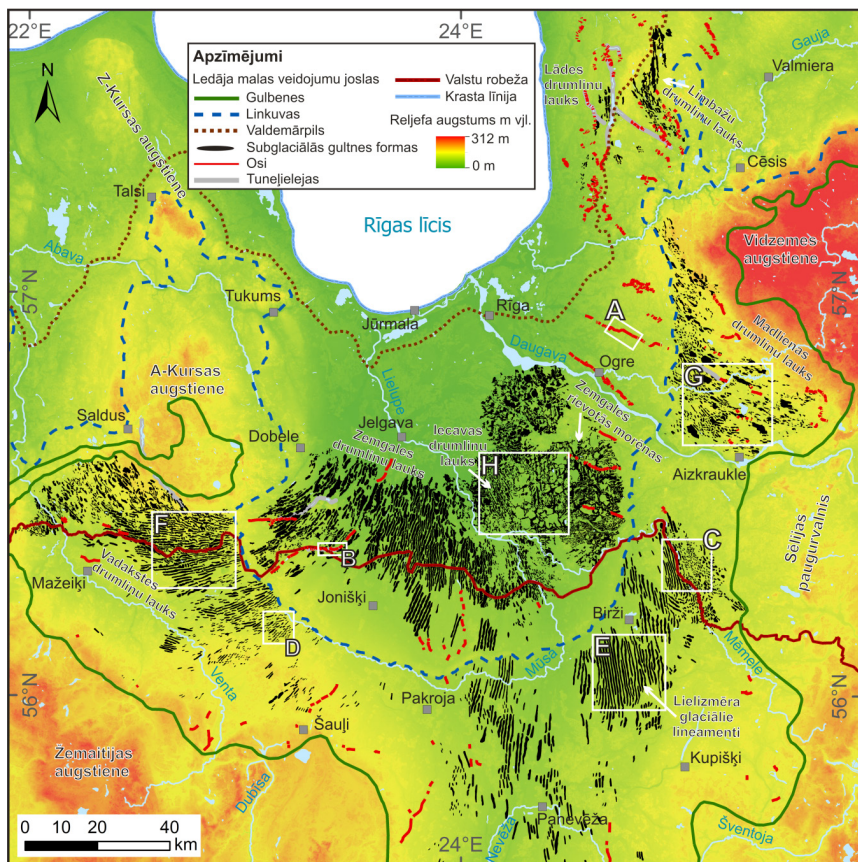 22°E
24°E
Apzīmējumi
Ledāja malas veidojumu joslas
Gulbenes
Linkuvas
Valdemārpils
Subglaciālās gultnes formas
Osi
Tuneļielejas
Valstu robeža
Krasta līnija
Reljefa augstums m vjl.
312 m
0 m
N
Z-Kursas augstiene
Talsi
Abava
57°N
Tukums
A-Kursas
augstiene
Saldus
Dobele
Rīgas līcis
Jūrmala
Rīga
Lielupe
Jelgava
Zemgales
drumlinu lauks
Iecavas
drumlinu
lauks
Daugava
Ogre
Zemgales
rievotās morēnas
Lādes
drumlinu
lauks
Limbažu
drumlinu lauks
Gauja
Valmiera
Cēsis
Vidzemes
augstiene
57°N
Madlienas
drumlinu lauks
Aizkraukle
Sēlijas
paugurvalnis
A
B
C
D
E
F
G
H
Mažeiķi
Vadakstes
drumlinu lauks
Venta
Jonišķi
Mūša
Birži
Mēmele
Lielizmēra
glaciālie
lineamenti
56°N
56°N
Pakroja
Šauļi
Žemaitijas
augstiene
Dubīsa
Kupišķi
Panevēža
Nevēža
Šventoja
24°E
0 10 20 40
km